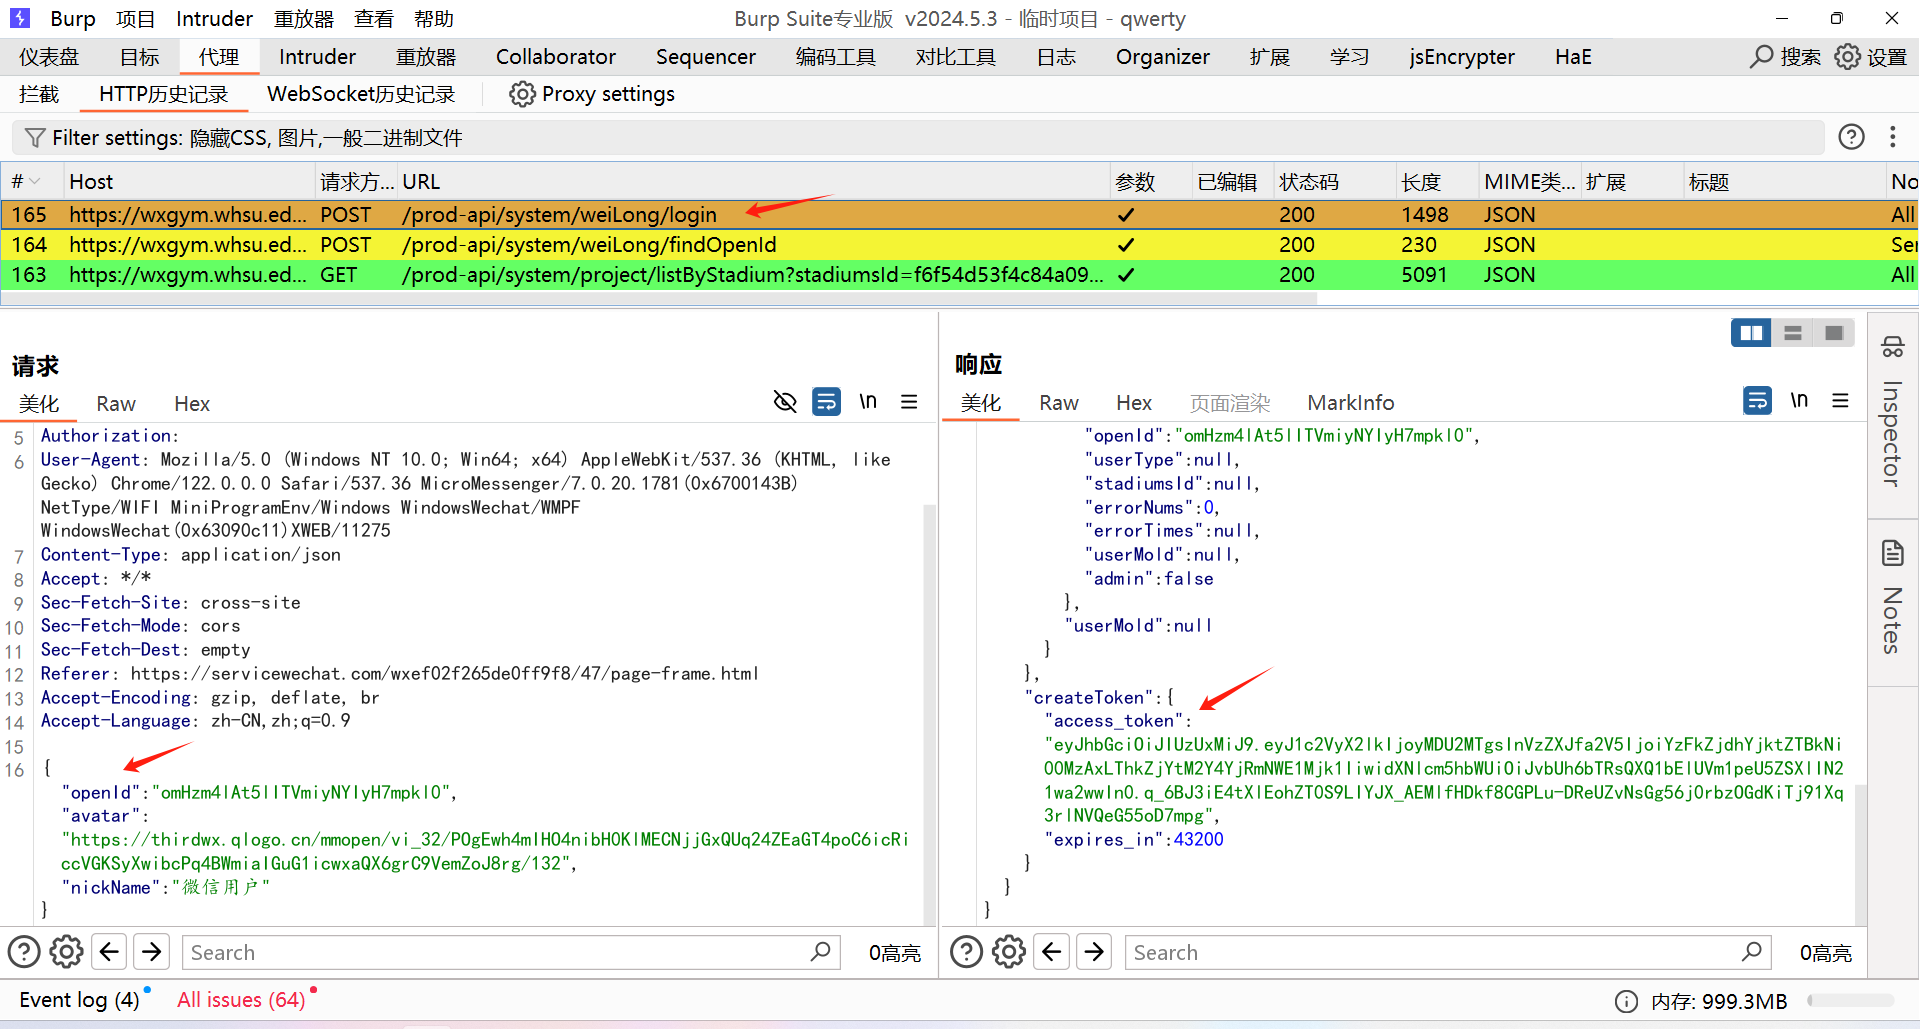 Burp 项目 Intruder 重放器 查看 帮助 Burp Suite专业版 v2024.5.3 - 临时项目 - qwerty
仪表盘 目标 代理 Intruder 重放器 Collaborator Sequencer 编码工具 对比工具 日志 Organizer 扩展 学习 jsEncrypter HaE 搜索 设置
拦截 HTTP历史记录 WebSocket历史记录 Proxy settings
Filter settings: 隐藏CSS, 图片,一般二进制文件
# Host 请求方... URL 参数 已编辑 状态码 长度 MIME类... 扩展 标题 No
165 https://wxgym.whsu.ed... POST /prod-api/system/weiLong/login ✓ 200 1498 JSON All
164 https://wxgym.whsu.ed... POST /prod-api/system/weiLong/findOpenId ✓ 200 230 JSON Ser
163 https://wxgym.whsu.ed... GET /prod-api/system/project/listByStadium?stadiumsId=f6f54d53f4c84a09... ✓ 200 5091 JSON All
请求
美化 Raw Hex \n
5 Authorization:
6 User-Agent: Mozilla/5.0 (Windows NT 10.0; Win64; x64) AppleWebKit/537.36 (KHTML, like
Gecko) Chrome/122.0.0.0 Safari/537.36 MicroMessenger/7.0.20.1781(0x6700143B)
NetType/WIFI MiniProgramEnv/Windows WindowsWechat/WMPF
WindowsWechat(0x63090c11)XWEB/11275
7 Content-Type: application/json
8 Accept: */*
9 Sec-Fetch-Site: cross-site
10 Sec-Fetch-Mode: cors
11 Sec-Fetch-Dest: empty
12 Referer: https://servicewechat.com/wxef02f265de0ff9f8/47/page-frame.html
13 Accept-Encoding: gzip, deflate, br
14 Accept-Language: zh-CN,zh;q=0.9
15
16 {
"openId":"omHzm4lAt5lITVmiyNYlyH7mpkl0",
"avatar":
"https://thirdwx.qlogo.cn/mmopen/vi_32/POgEwh4mIHO4nibHOKlMECNjjGxQUq24ZEaGT4poC6icRi
ccVGKSyXwibcPq4BWmialGuG1icwxaQX6grC9VemZoJ8rg/132",
"nickName":"微信用户"
}
Search 0高亮
响应
美化 Raw Hex 页面渲染 MarkInfo \n
"openId":"omHzm4lAt5lITVmiyNYlyH7mpkl0",
"userType":null,
"stadiumsId":null,
"errorNums":0,
"errorTimes":null,
"userMold":null,
"admin":false
},
"userMold":null
}
},
"createToken":{
"access_token":
"eyJhbGciOiJIUzUxMiJ9.eyJ1c2VyX2lkIjoyMDU2MTgsInVzZXJfa2V5IjoiYzFkZjdhYjktZTBkNi
00MzAxLThkZjYtM2Y4YjRmNWE1Mjk1IiwidXNlcm5hbWUiOiJvbUh6bTRsQXQ1bElUVm1peU5ZSXlIN2
1wa2wwIn0.q_6BJ3iE4tXlEohZT0S9LlYJX_AEMlfHDkf8CGPLu-DReUZvNsGg56jOrbzOGdKiTj91Xq
3rlNVQeG55oD7mpg",
"expires_in":43200
}
}
}
Search 0高亮
Inspector
Notes
Event log (4) All issues (64) 内存: 999.3MB